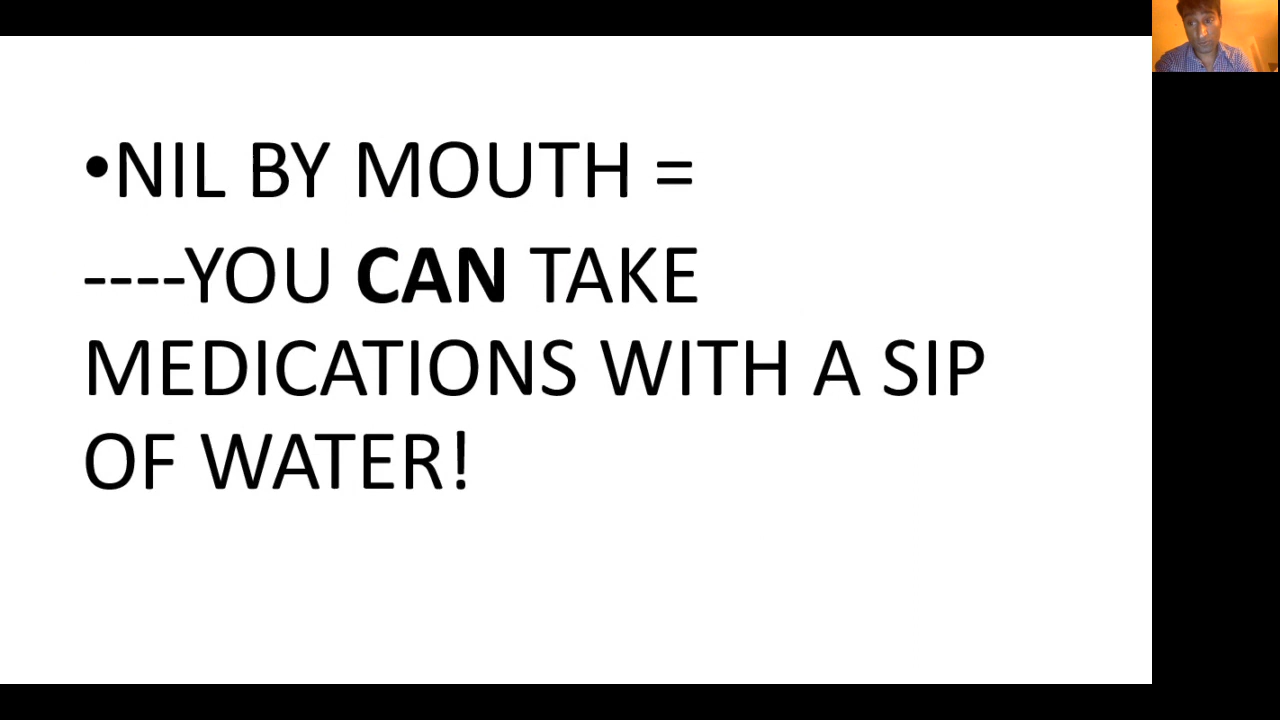 •NIL BY MOUTH =
----YOU CAN TAKE
MEDICATIONS WITH A SIP
OF WATER!